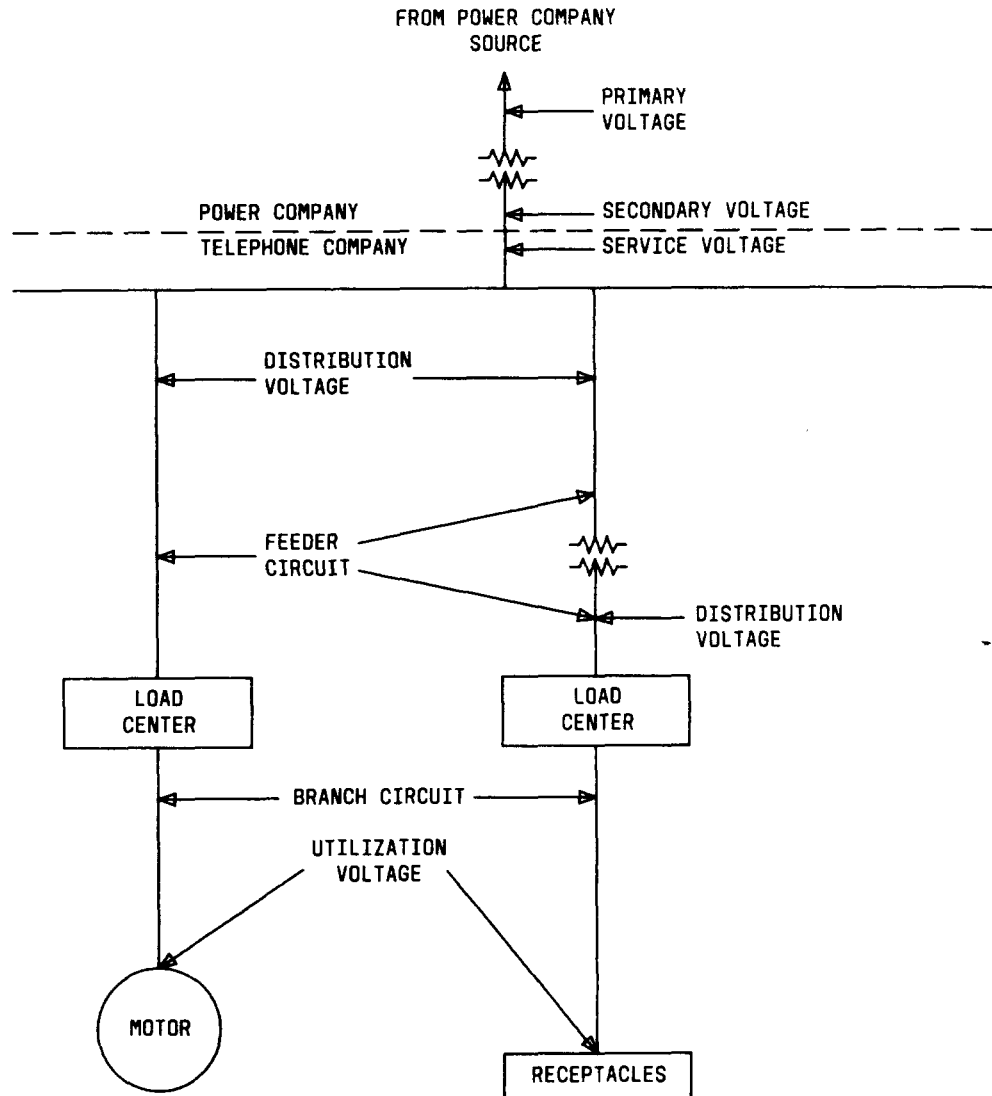 FROM POWER COMPANY
SOURCE
PRIMARY
VOLTAGE
POWER COMPANY
SECONDARY VOLTAGE
TELEPHONE COMPANY
SERVICE VOLTAGE
DISTRIBUTION
VOLTAGE
FEEDER
CIRCUIT
DISTRIBUTION
VOLTAGE
LOAD
CENTER
LOAD
CENTER
BRANCH CIRCUIT
UTILIZATION
VOLTAGE
MOTOR
RECEPTACLES